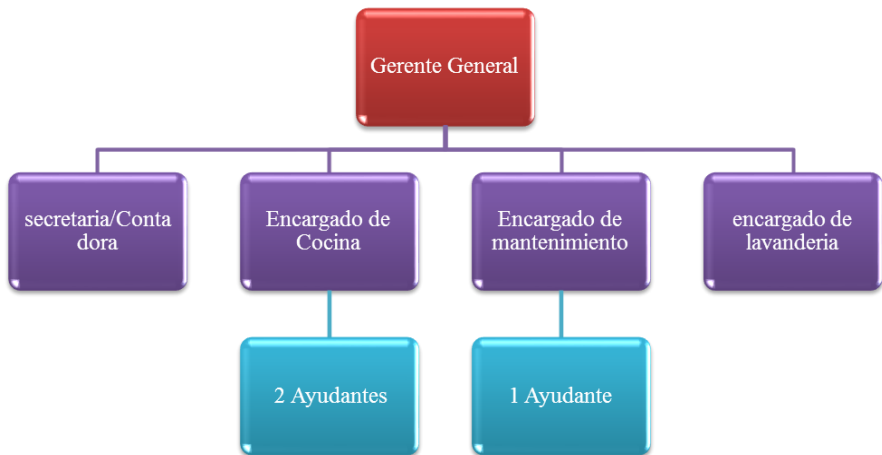 Gerente General
secretaria/Conta
dora
Encargado de
Cocina
Encargado de
mantenimiento
encargado de
lavanderia
2 Ayudantes
1 Ayudante